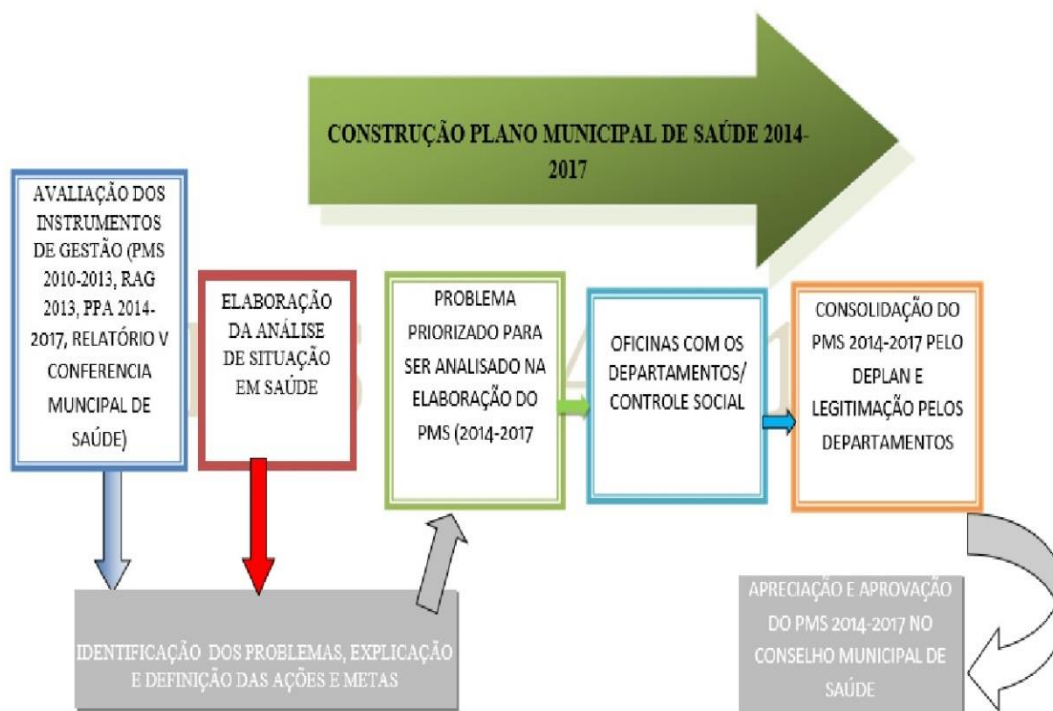 CONSTRUÇÃO PLANO MUNICIPAL DE SAÚDE 2014-
2017
AVALIAÇÃO DOS
INSTRUMENTOS
DE GESTÃO (PMS
2010-2013, RAG
2013, PPA 2014-
2017, RELATÓRIO V
CONFERENCIA
MUNCIPAL DE
SAÚDE)
ELABORAÇÃO
DA ANÁLISE
DE SITUAÇÃO
EM SAÚDE
PROBLEMA
PRIORIZADO PARA
SER ANALISADO NA
ELABORAÇÃO DO
PMS (2014-2017
OFICINAS COM OS
DEPARTAMENTOS/
CONTROLE SOCIAL
CONSOLIDAÇÃO DO
PMS 2014-2017 PELO
DEPLAN E
LEGITIMAÇÃO PELOS
DEPARTAMENTOS
IDENTIFICAÇÃO DOS PROBLEMAS, EXPLICAÇÃO
E DEFINIÇÃO DAS AÇÕES E METAS
APRECIAÇÃO E APROVAÇÃO
DO PMS 2014-2017 NO
CONSELHO MUNICIPAL DE
SAÚDE